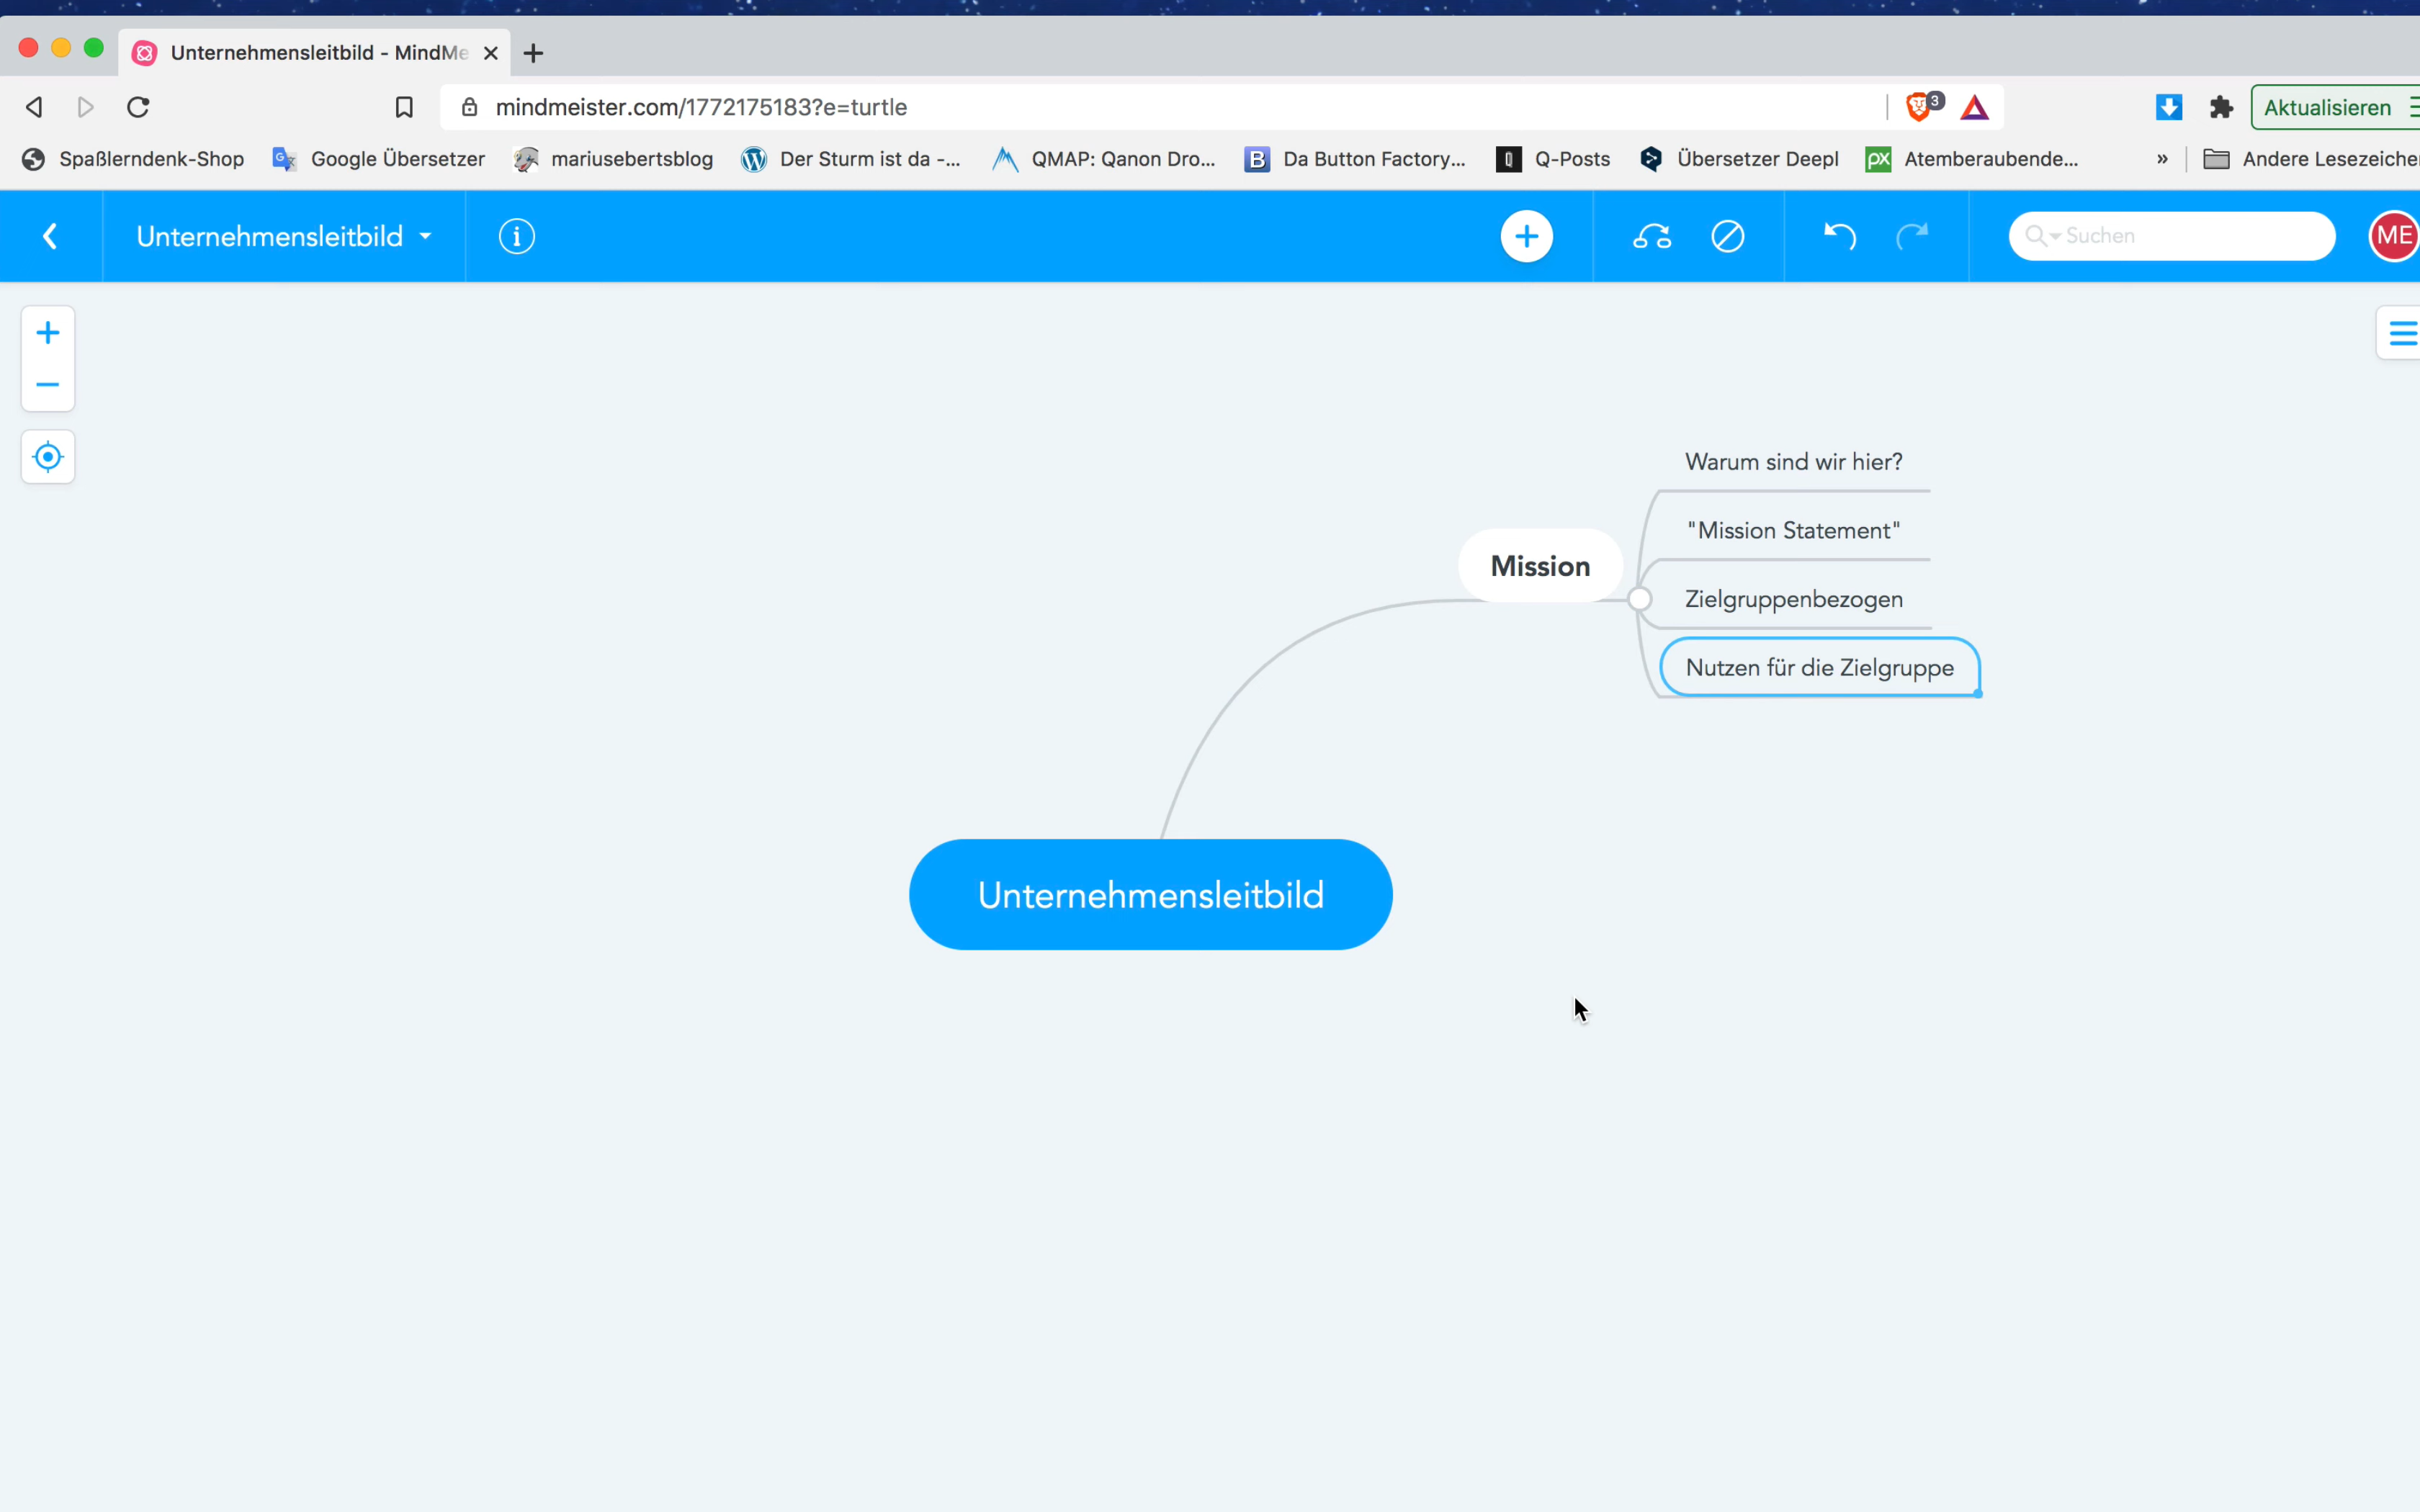 Unternehmensleitbild - MindMe
mindmeister.com/1772175183?e=turtle
3
Aktualisieren
Spaßlerndenk-Shop
Google Übersetzer
mariusebertsblog
Der Sturm ist da -...
QMAP: Qanon Dro...
B
Da Button Factory...
Q-Posts
Übersetzer Deepl
px
Atemberaubende...
»
Andere Lesezeiche
Unternehmensleitbild
i
Suchen
ME
Warum sind wir hier?
"Mission Statement"
Mission
Zielgruppenbezogen
Nutzen für die Zielgruppe
Unternehmensleitbild